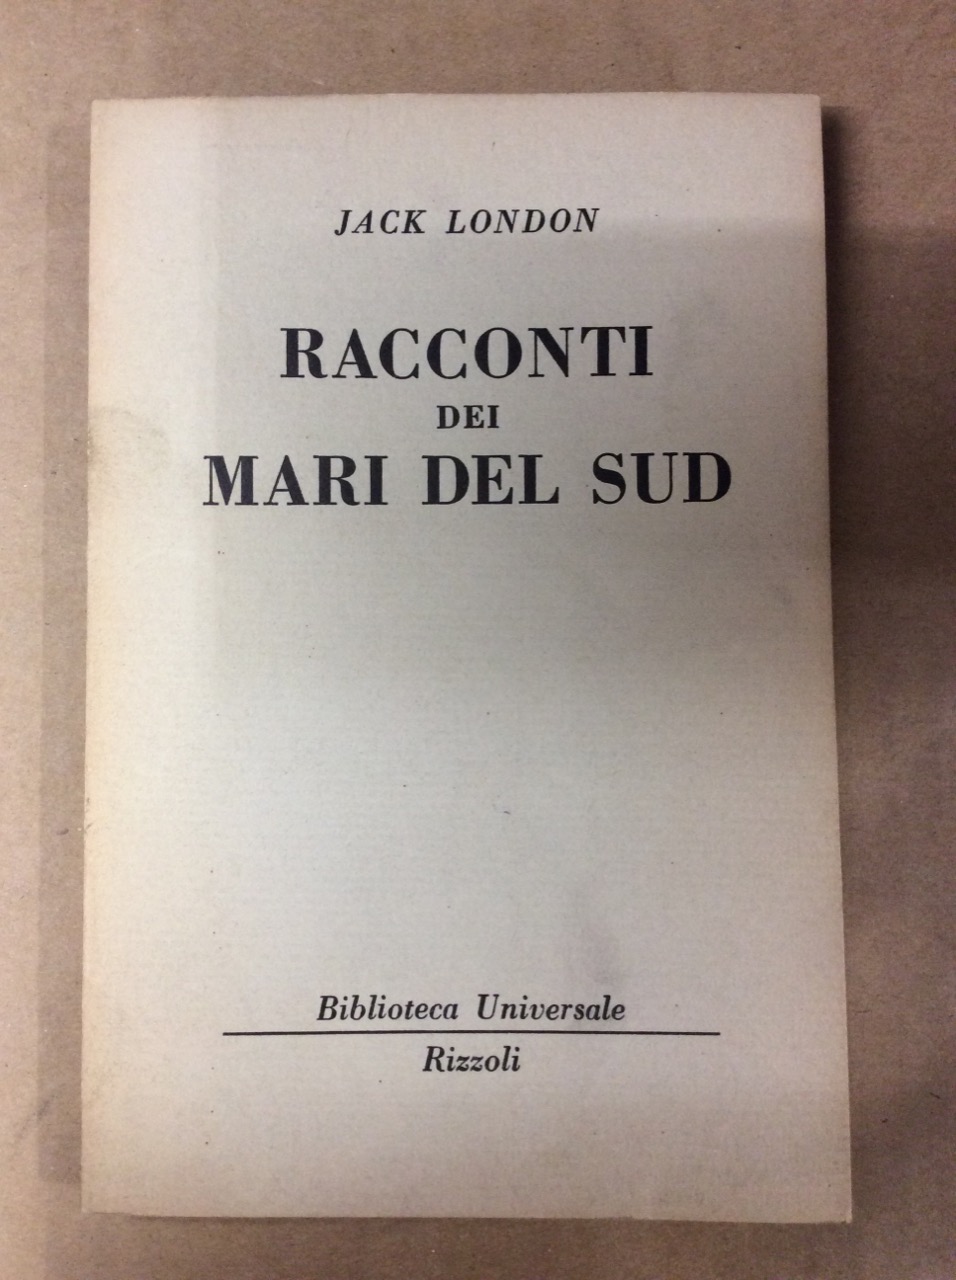 JACK LONDON
RACCONTI
DEI
MARI DEL SUD
Biblioteca Universale
Rizzoli